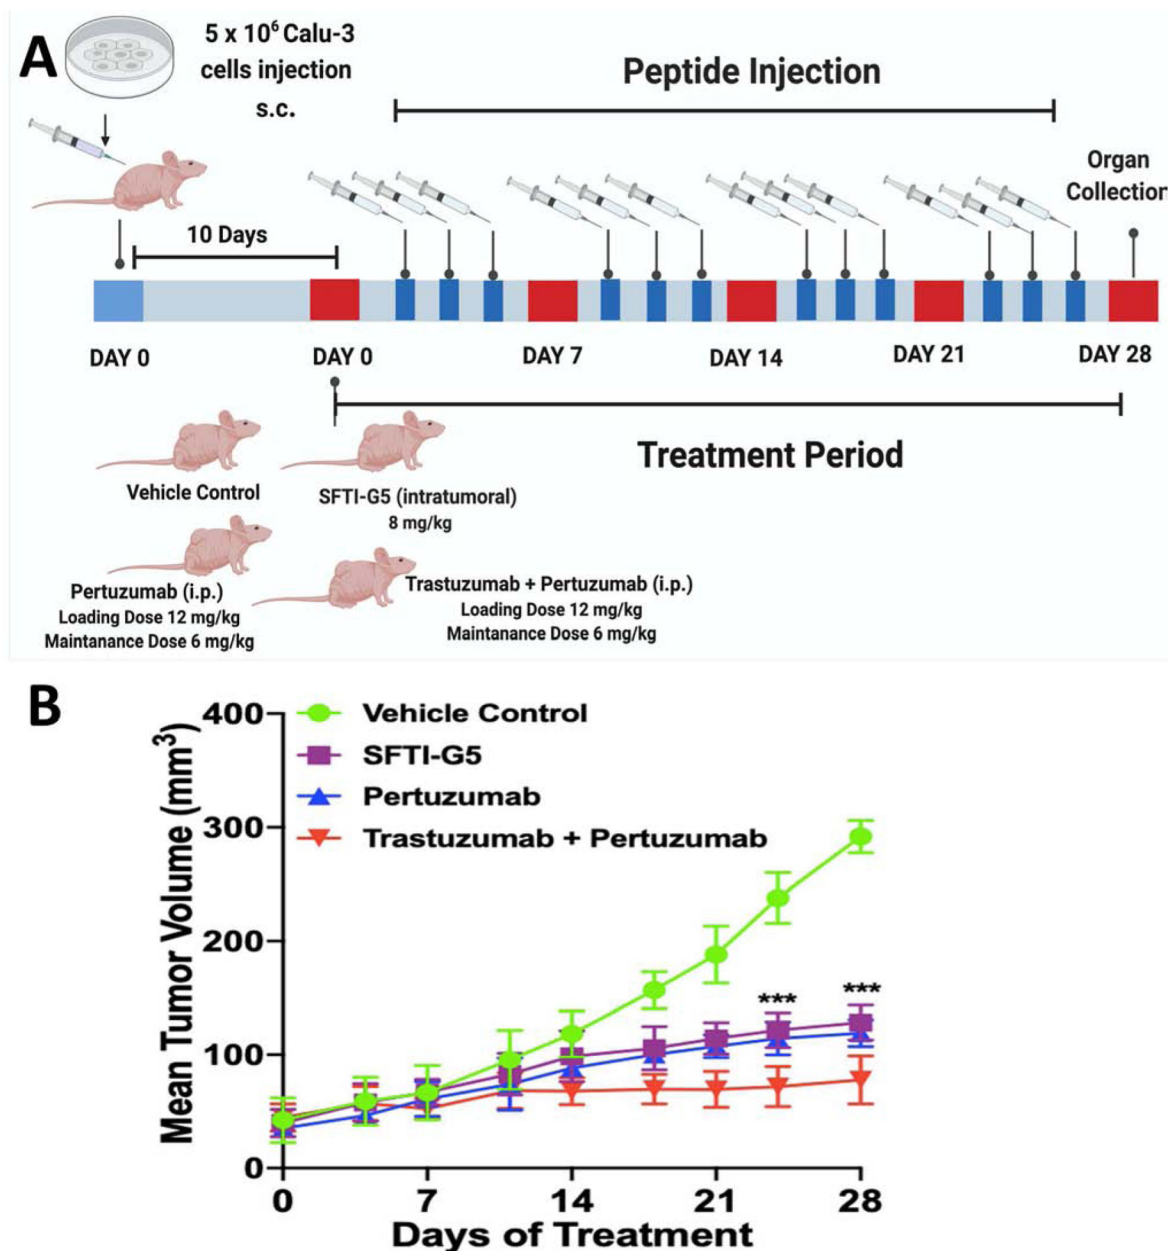 A
5 x 10⁶ Calu-3
cells injection
s.c.
Peptide Injection
Organ
Collection
10 Days
DAY 0
DAY 0
DAY 7
DAY 14
DAY 21
DAY 28
Treatment Period
Vehicle Control
SFTI-G5 (intratumoral)
8 mg/kg
Pertuzumab (i.p.)
Loading Dose 12 mg/kg
Maintanance Dose 6 mg/kg
Trastuzumab + Pertuzumab (i.p.)
Loading Dose 12 mg/kg
Maintanance Dose 6 mg/kg
B
Mean Tumor Volume (mm³)
400
300
200
100
0
Vehicle Control
SFTI-G5
Pertuzumab
Trastuzumab + Pertuzumab
***
***
0
7
14
21
28
Days of Treatment